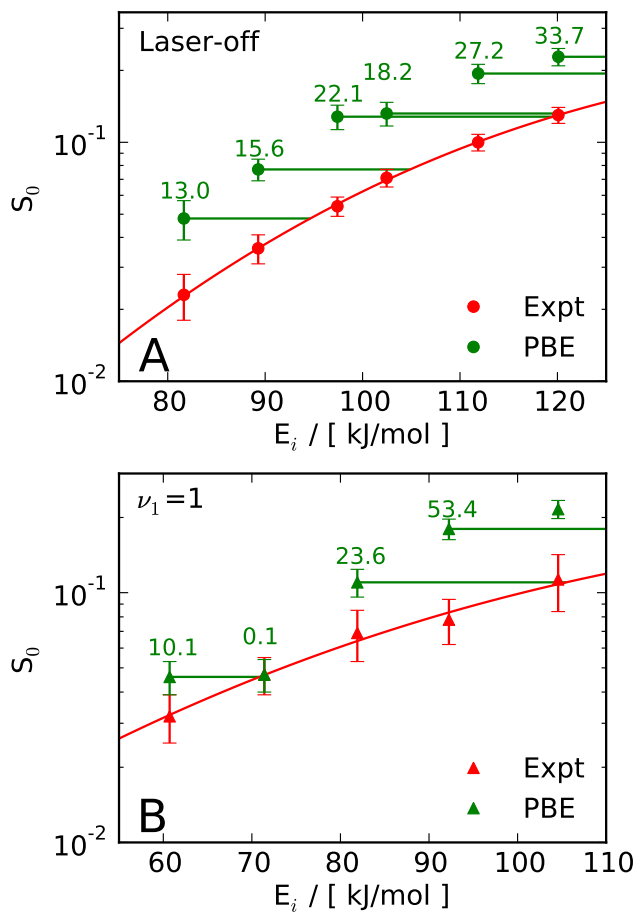 Laser-off
33.7
27.2
18.2
22.1
15.6
13.0
10⁻¹
S₀
Expt
PBE
A
10⁻²
80 90 100 110 120
Eᵢ / [ kJ/mol ]
ν₁=1
53.4
23.6
10.1 0.1
10⁻¹
S₀
Expt
PBE
B
10⁻²
60 70 80 90 100 110
Eᵢ / [ kJ/mol ]